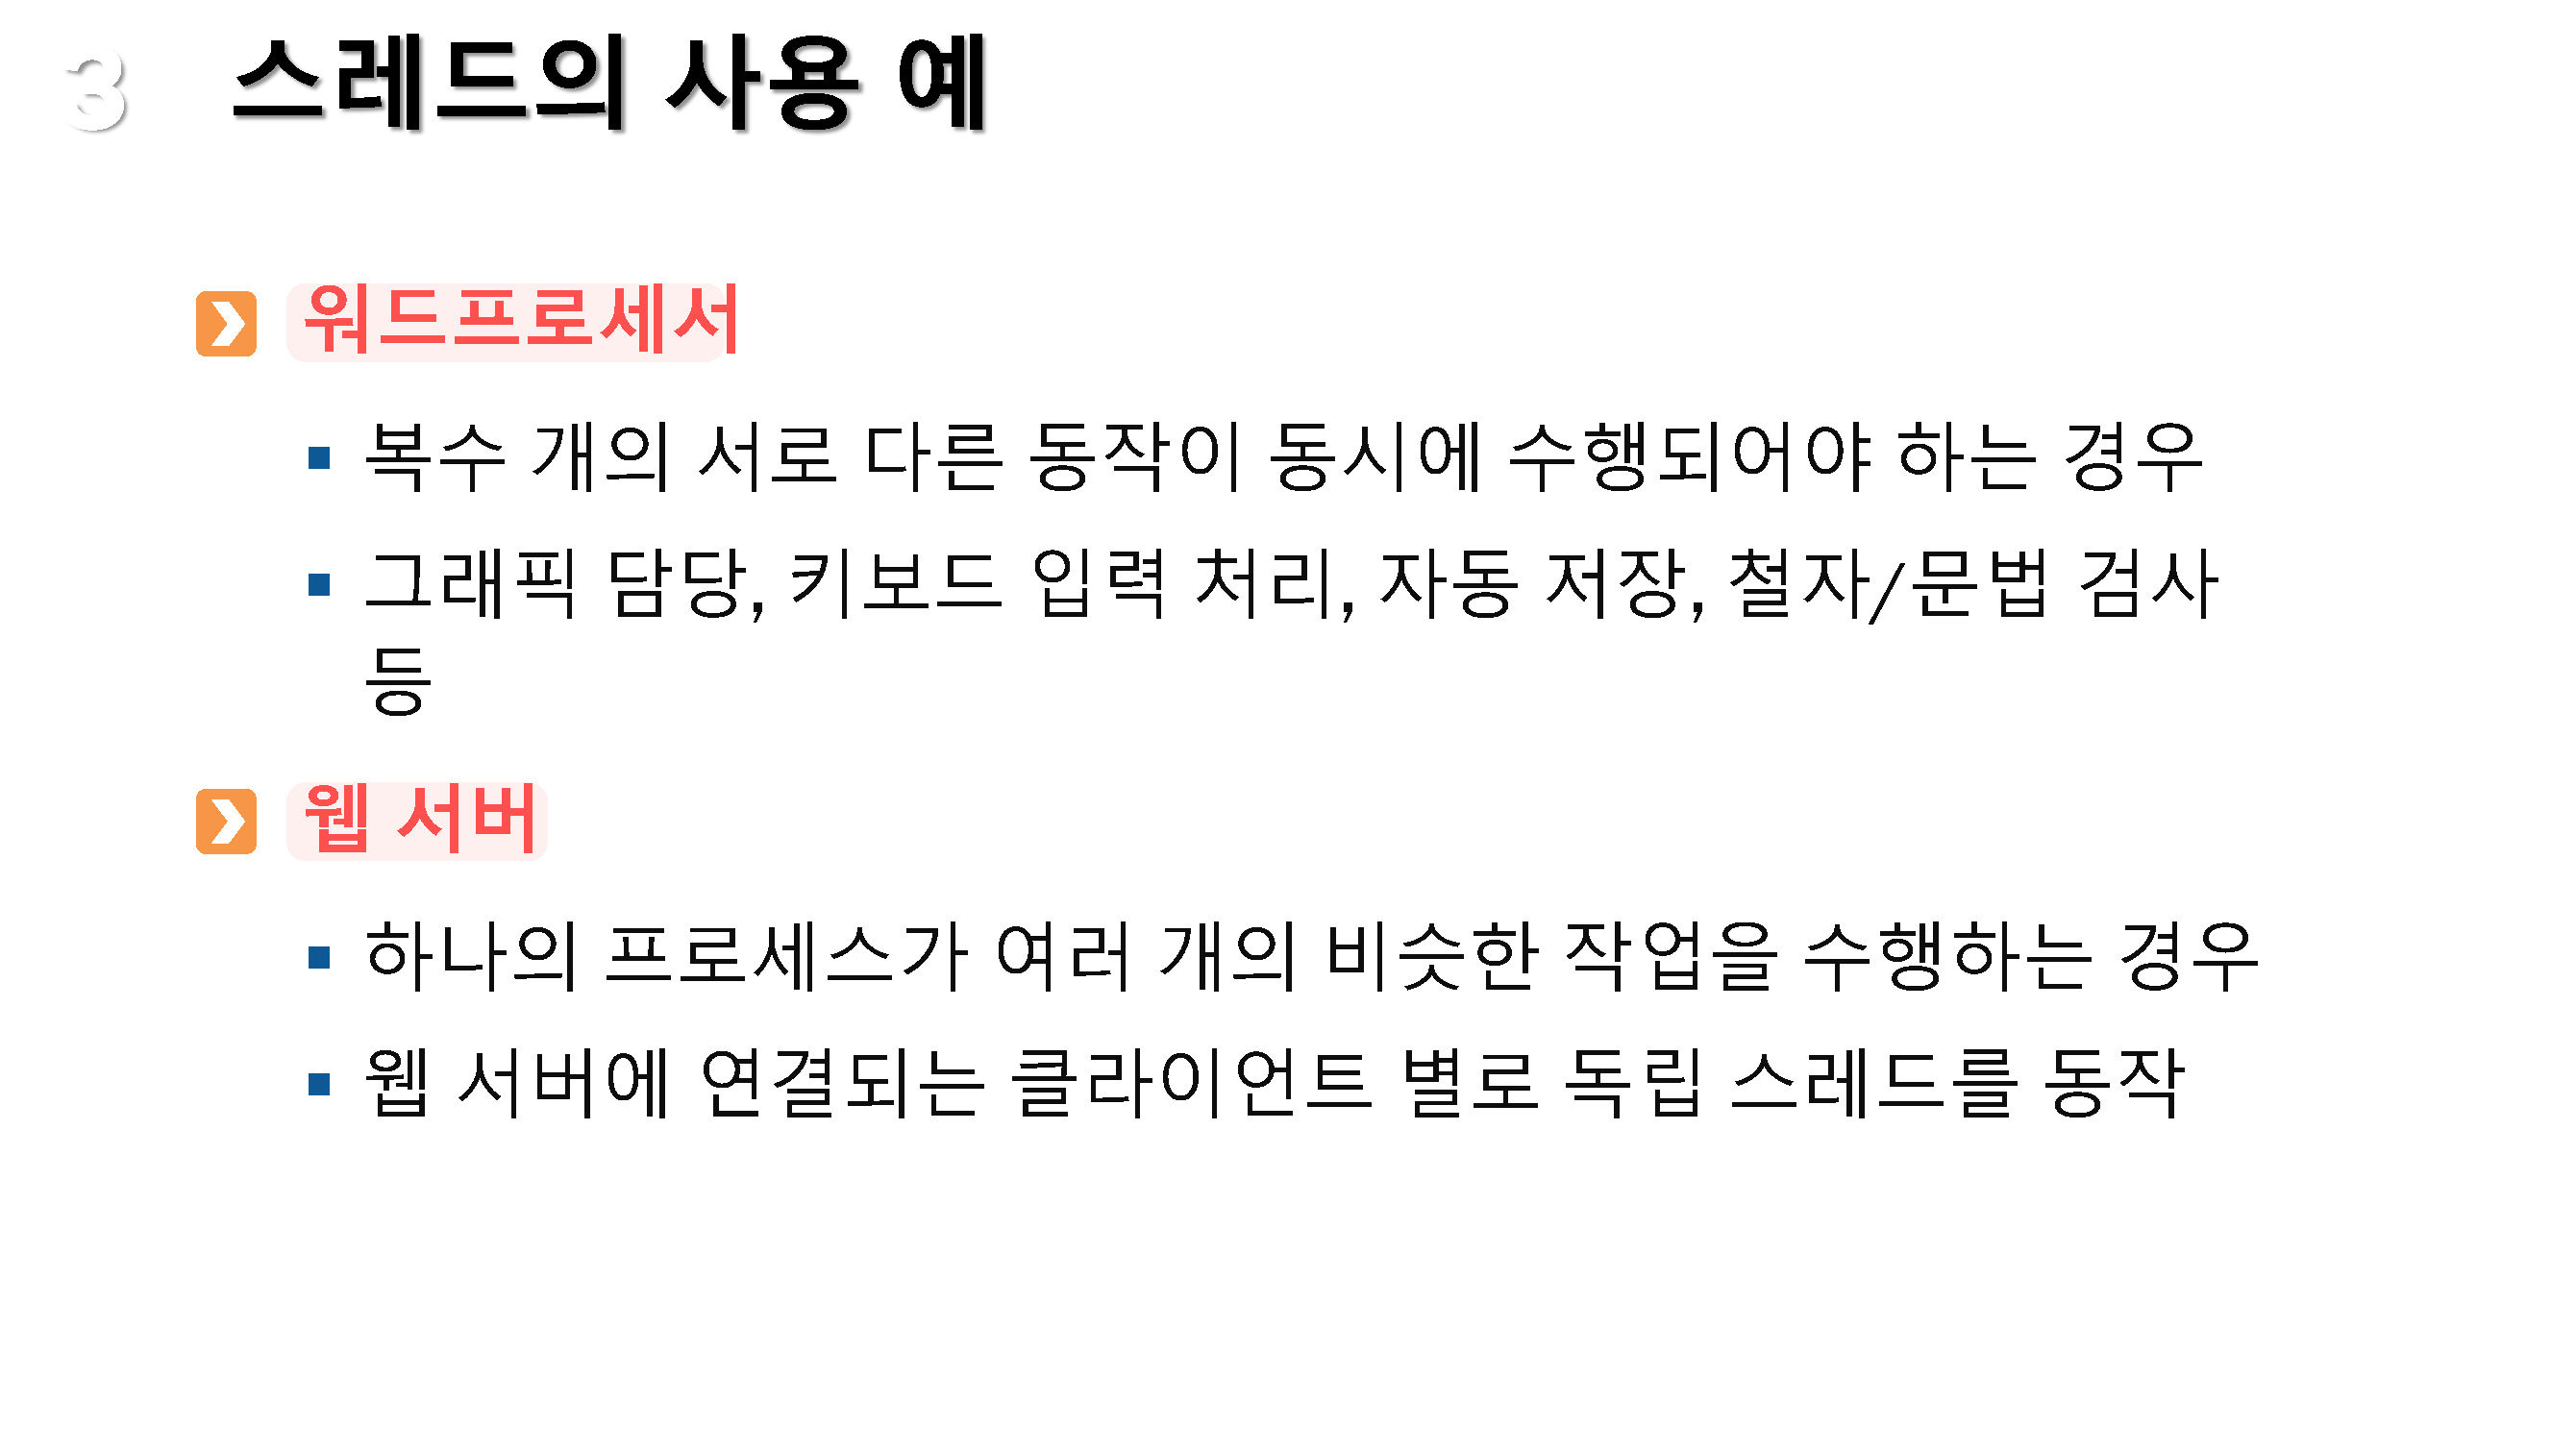 3 스레드의 사용 예
워드프로세서
▪ 복수 개의 서로 다른 동작이 동시에 수행되어야 하는 경우
▪ 그래픽 담당, 키보드 입력 처리, 자동 저장, 철자/문법 검사
등
웹 서버
▪ 하나의 프로세스가 여러 개의 비슷한 작업을 수행하는 경우
▪ 웹 서버에 연결되는 클라이언트 별로 독립 스레드를 동작